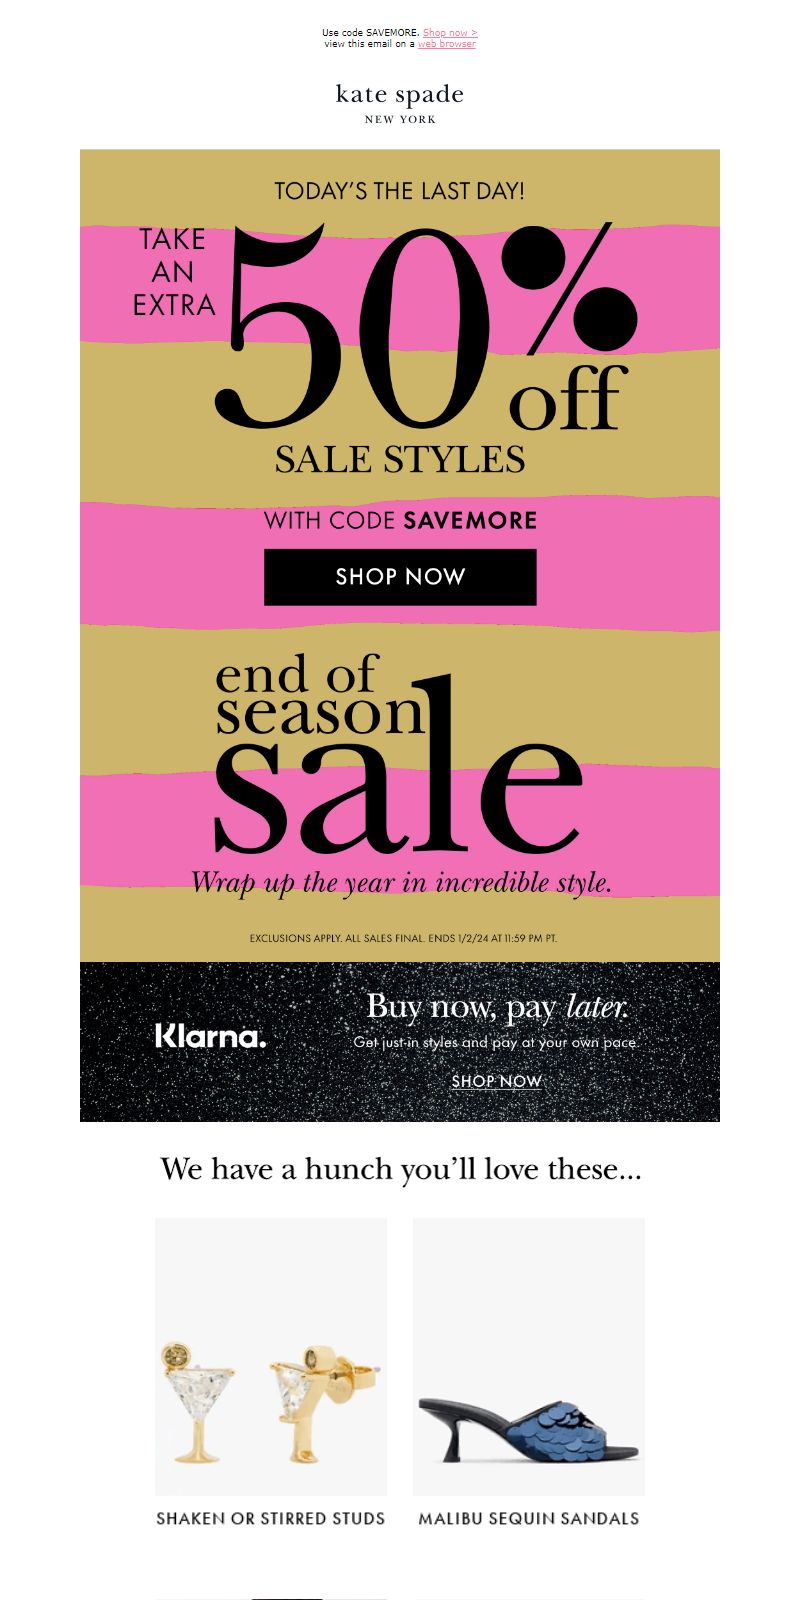 Use code SAVEMORE. Shop now >
view this email on a web browser
kate spade
NEW YORK
TODAY'S THE LAST DAY!
TAKE
AN
EXTRA
50%
off
SALE STYLES
WITH CODE SAVEMORE
SHOP NOW
end of
season
sale
Wrap up the year in incredible style.
EXCLUSIONS APPLY. ALL SALES FINAL. ENDS 1/2/24 AT 11:59 PM PT.
Klarna.
Buy now, pay later.
Get just-in styles and pay at your own pace.
SHOP NOW
We have a hunch you'll love these...
SHAKEN OR STIRRED STUDS
MALIBU SEQUIN SANDALS